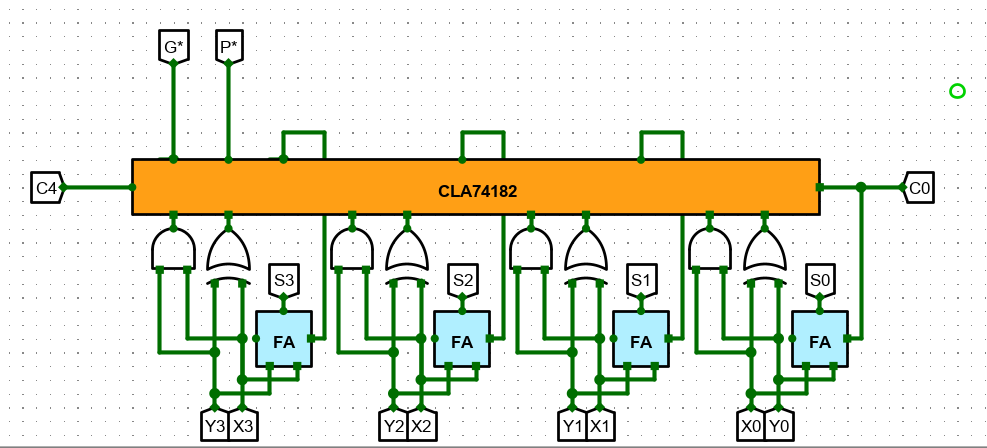 G* P*
C4 CLA74182 C0
S3 S2 S1 S0
FA FA FA FA
Y3 X3 Y2 X2 Y1 X1 X0 Y0